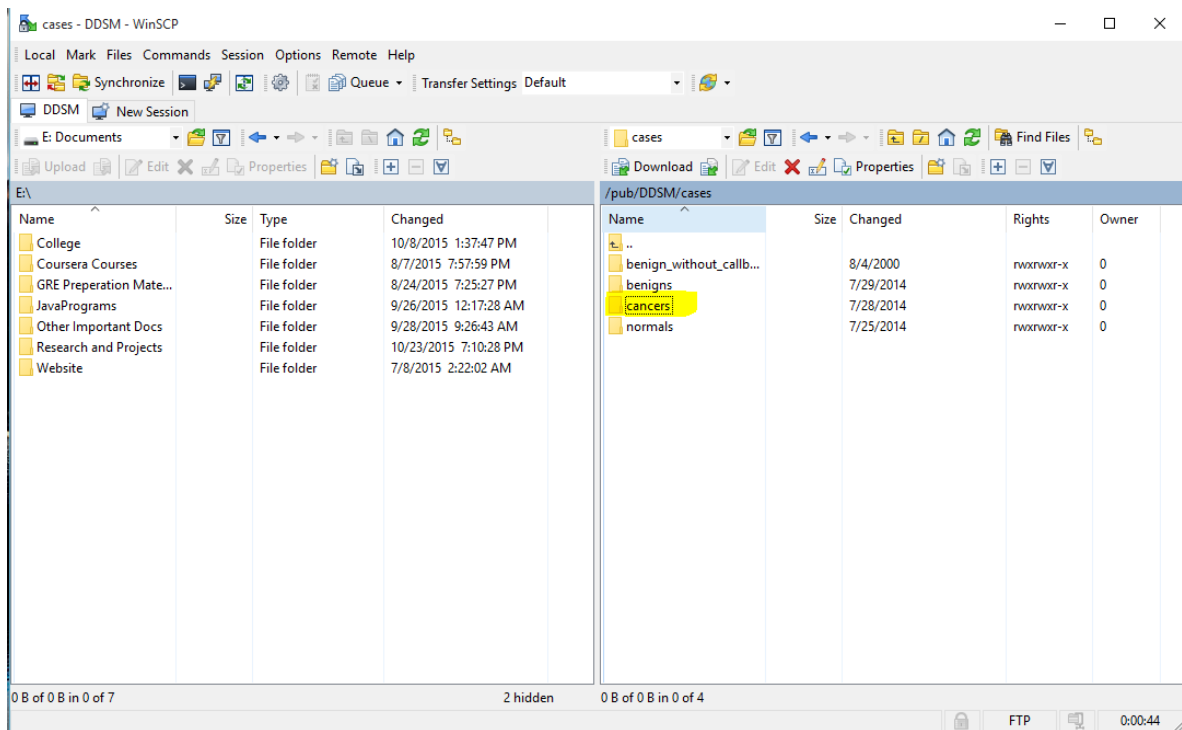 cases - DDSM - WinSCP
Local Mark Files Commands Session Options Remote Help
Synchronize Queue Transfer Settings Default
DDSM New Session
E: Documents cases Find Files
Upload Edit Properties Download Edit Properties
E:\ /pub/DDSM/cases
Name Size Type Changed Name Size Changed Rights Owner
College File folder 10/8/2015 1:37:47 PM ..
Coursera Courses File folder 8/7/2015 7:57:59 PM benign_without_callb... 8/4/2000 rwxrwxr-x 0
GRE Preperation Mate... File folder 8/24/2015 7:25:27 PM benigns 7/29/2014 rwxrwxr-x 0
JavaPrograms File folder 9/26/2015 12:17:28 AM cancers 7/28/2014 rwxrwxr-x 0
Other Important Docs File folder 9/28/2015 9:26:43 AM normals 7/25/2014 rwxrwxr-x 0
Research and Projects File folder 10/23/2015 7:10:28 PM
Website File folder 7/8/2015 2:22:02 AM
0 B of 0 B in 0 of 7 2 hidden 0 B of 0 B in 0 of 4
FTP 0:00:44